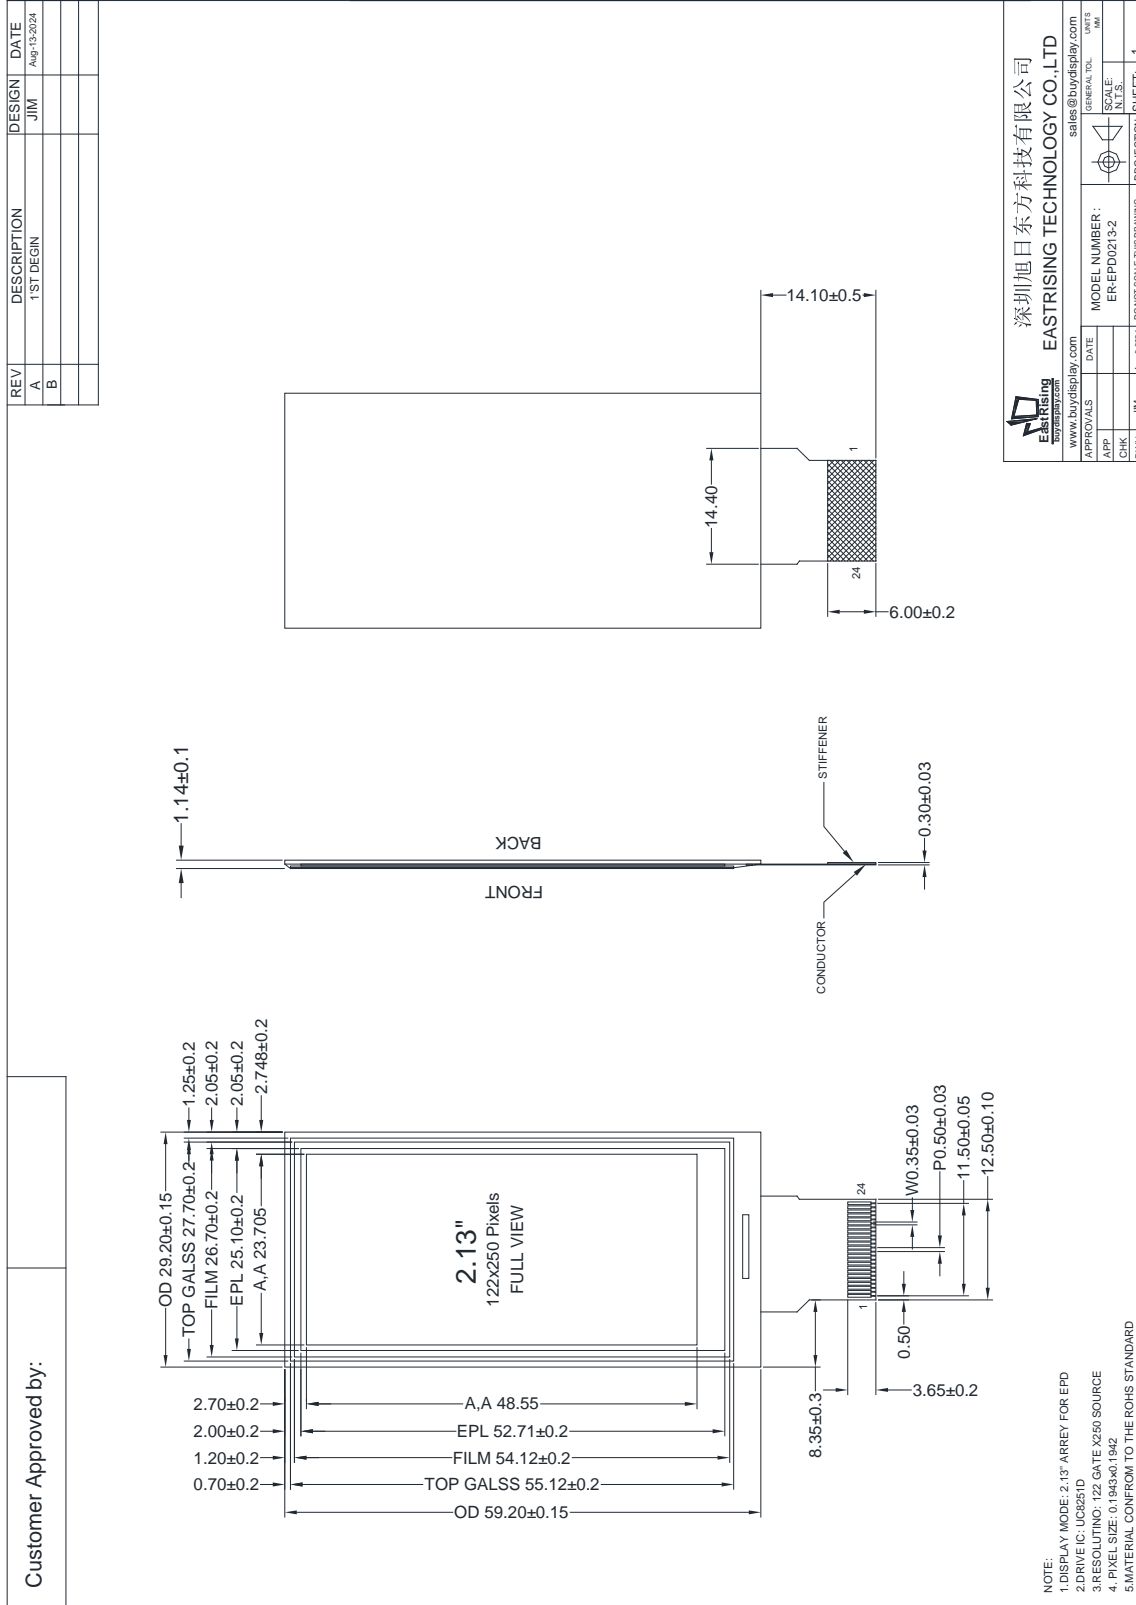 Customer Approved by:
REV DESCRIPTION DESIGN DATE
A 1'ST DEGIN JIM Aug-13-2024
B
OD 29.20±0.15
TOP GALSS 27.70±0.2
FILM 26.70±0.2
EPL 25.10±0.2
A,A 23.705
1.25±0.2
2.05±0.2
2.05±0.2
2.748±0.2
2.70±0.2
2.00±0.2
1.20±0.2
0.70±0.2
A,A 48.55
EPL 52.71±0.2
FILM 54.12±0.2
TOP GALSS 55.12±0.2
OD 59.20±0.15
2.13"
122x250 Pixels
FULL VIEW
8.35±0.3
3.65±0.2
1
24
0.50
W0.35±0.03
P0.50±0.03
11.50±0.05
12.50±0.10
1.14±0.1
FRONT
BACK
CONDUCTOR
STIFFENER
0.30±0.03
14.40
24
1
6.00±0.2
14.10±0.5
NOTE:
1.DISPLAY MODE: 2.13" ARREY FOR EPD
2.DRIVE IC: UC8251D
3.RESOLUTINO: 122 GATE X250 SOURCE
4. PIXEL SIZE: 0.1943x0.1942
5.MATERIAL CONFROM TO THE ROHS STANDARD
EastRising
buydisplay.com
深圳旭日东方科技有限公司
EASTRISING TECHNOLOGY CO.,LTD
www.buydisplay.com sales@buydisplay.com
APPROVALS DATE
APP
CHK
MODEL NUMBER :
ER-EPD0213-2
GENERAL TOL. UNITS
MM
SCALE:
N.T.S.